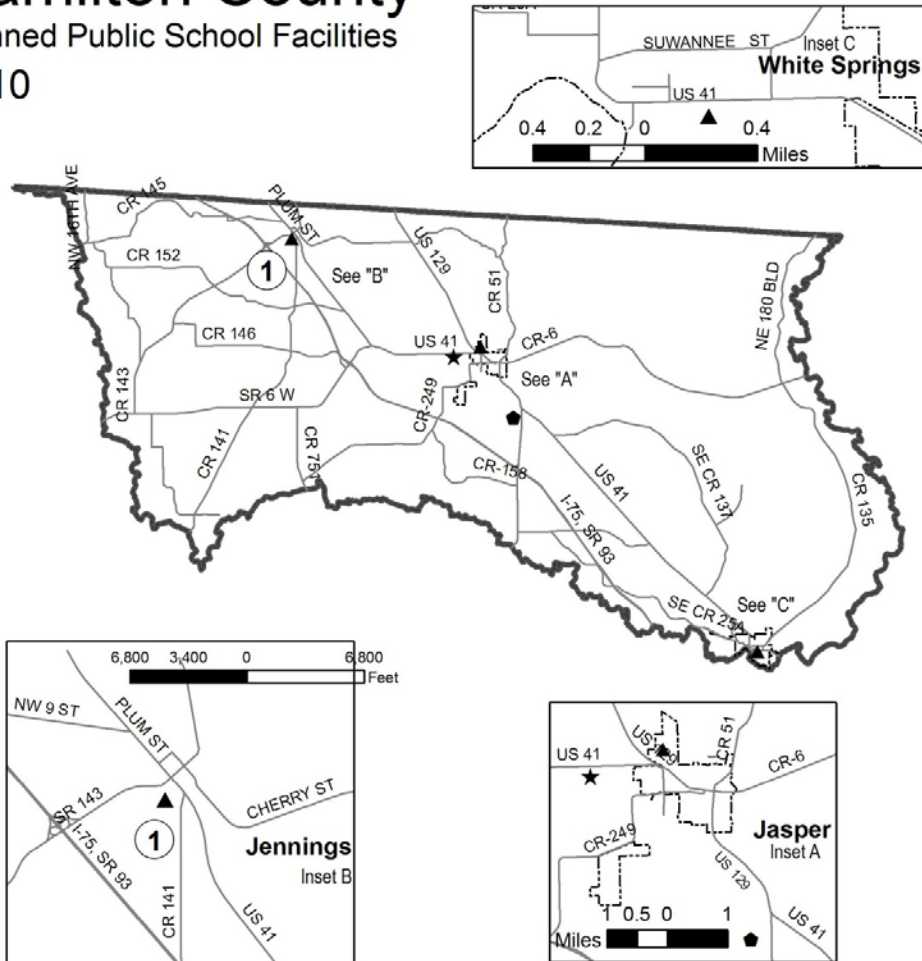 nned Public School Facilities
10
SUWANNEE ST
Inset C
White Springs
US 41
0.4 0.2 0 0.4
Miles
NW 16TH AVE
CR 145
PLUM ST
CR 152
1
See "B"
US 129
CR 51
NE 180 BLD
CR 146
US 41
CR-6
See "A"
CR 143
SR 6 W
CR-249
CR 141
CR 751
CR-158
US 41
SE CR 137
CR 135
I-75, SR 93
See "C"
SE CR 25A
6,800 3,400 0 6,800
Feet
NW 9 ST
PLUM ST
SR 143
CHERRY ST
1
I-75, SR 93
Jennings
Inset B
CR 141
US 41
US 129
CR 51
US 41
CR-6
CR-249
Jasper
Inset A
US 129
US 41
1 0.5 0 1
Miles